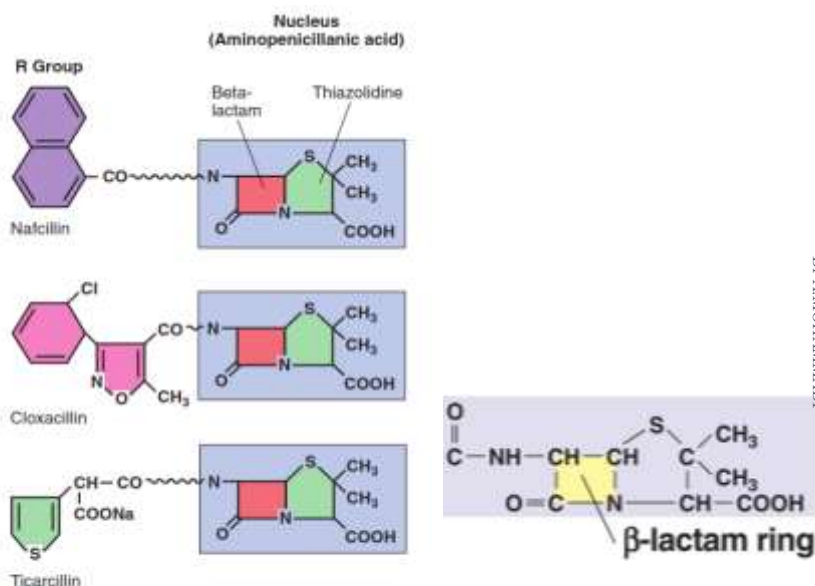 Nucleus
(Aminopenicillanic acid)
R Group
Beta-
lactam
Thiazolidine
CO
N
S
CH3
CH3
N
O
COOH
Nafcillin
Cl
CO
N
S
CH3
CH3
N
O
COOH
N
O
CH3
Cloxacillin
CH
CO
N
COONa
S
S
CH3
CH3
N
O
COOH
Ticarcillin
O
C
NH
CH
CH
S
C
CH3
CH3
O
C
N
CH
COOH
β-lactam ring